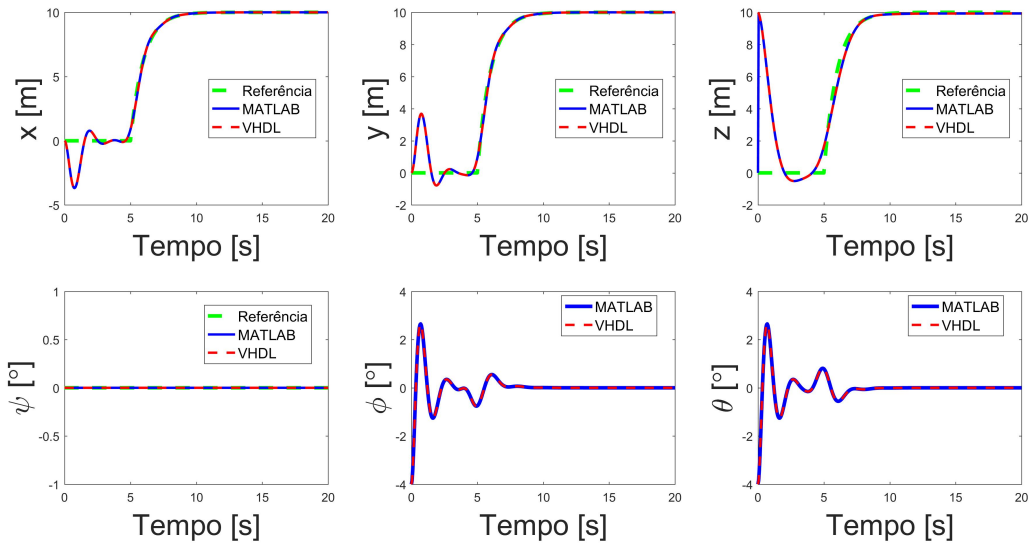 10
5
0
-5
x [m]
Referência
MATLAB
VHDL
0 5 10 15 20
Tempo [s]
10
8
6
4
2
0
-2
y [m]
Referência
MATLAB
VHDL
0 5 10 15 20
Tempo [s]
10
8
6
4
2
0
-2
z [m]
Referência
MATLAB
VHDL
0 5 10 15 20
Tempo [s]
1
0.5
0
-0.5
-1
ψ [°]
Referência
MATLAB
VHDL
0 5 10 15 20
Tempo [s]
4
2
0
-2
-4
ϕ [°]
MATLAB
VHDL
0 5 10 15 20
Tempo [s]
4
2
0
-2
-4
θ [°]
MATLAB
VHDL
0 5 10 15 20
Tempo [s]